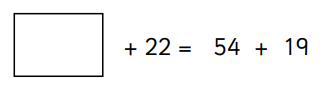 + 22 = 54 + 19